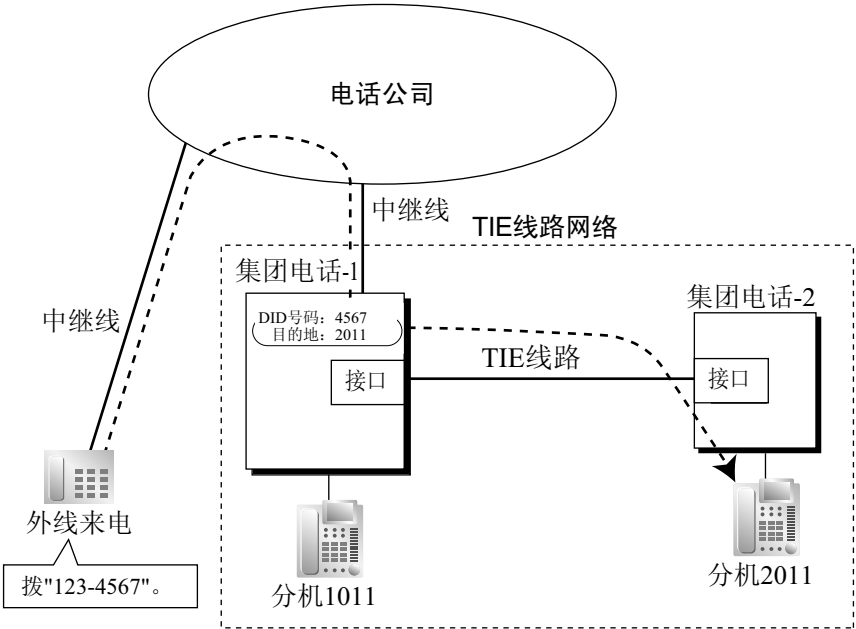 电话公司
中继线
TIE线路网络
集团电话-1
集团电话-2
DID号码：4567
目的地：2011
中继线
TIE线路
接口
接口
外线来电
拨"123-4567"。
分机1011
分机2011